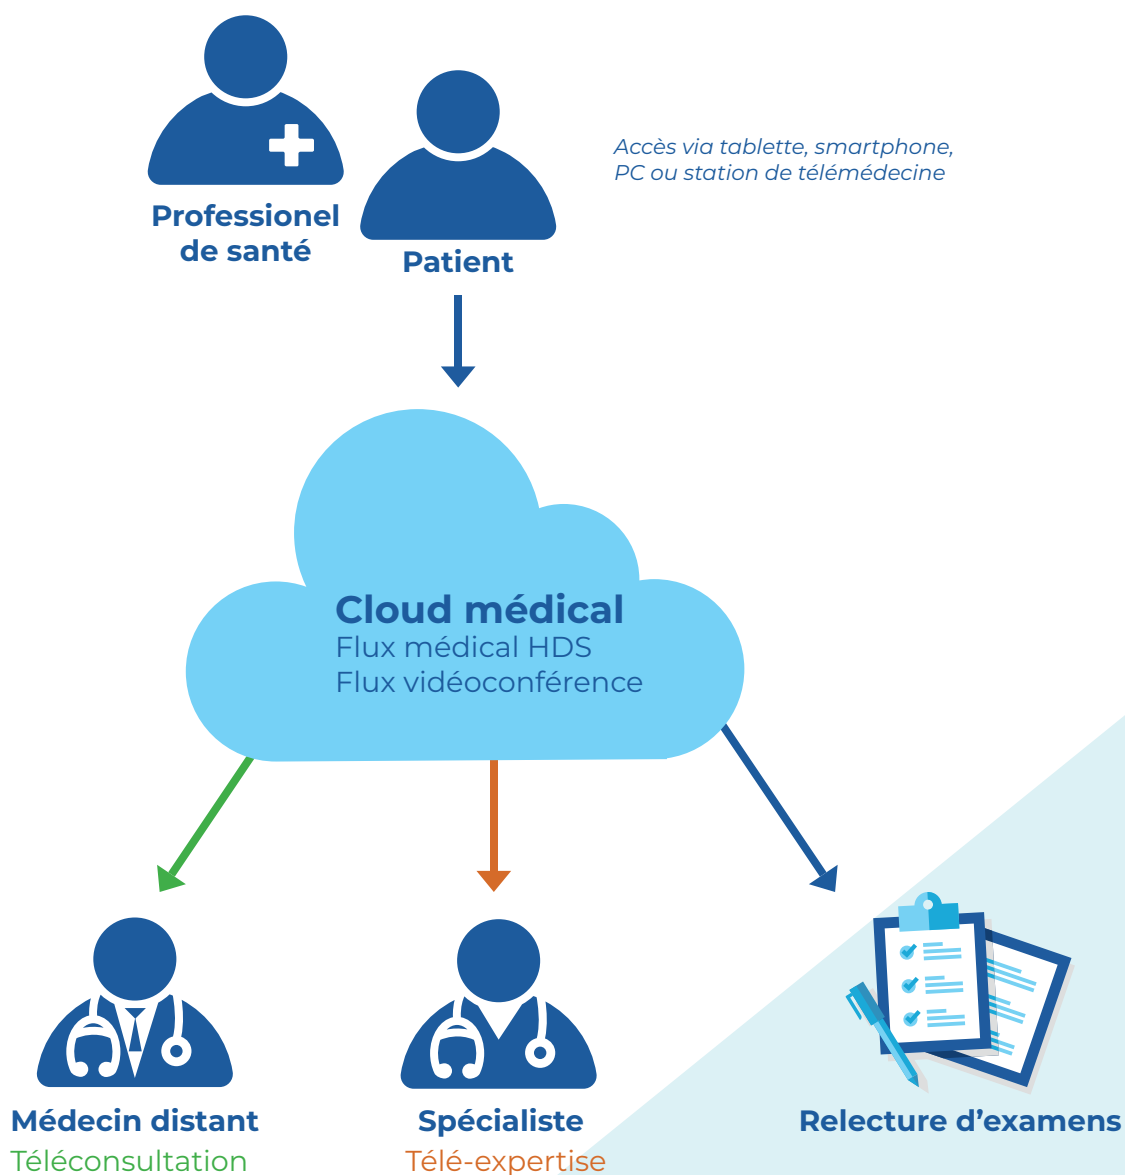 Accès via tablette, smartphone,
PC ou station de télémédecine
Professionel
de santé
Patient
Cloud médical
Flux médical HDS
Flux vidéoconférence
Médecin distant
Téléconsultation
Spécialiste
Télé-expertise
Relecture d’examens